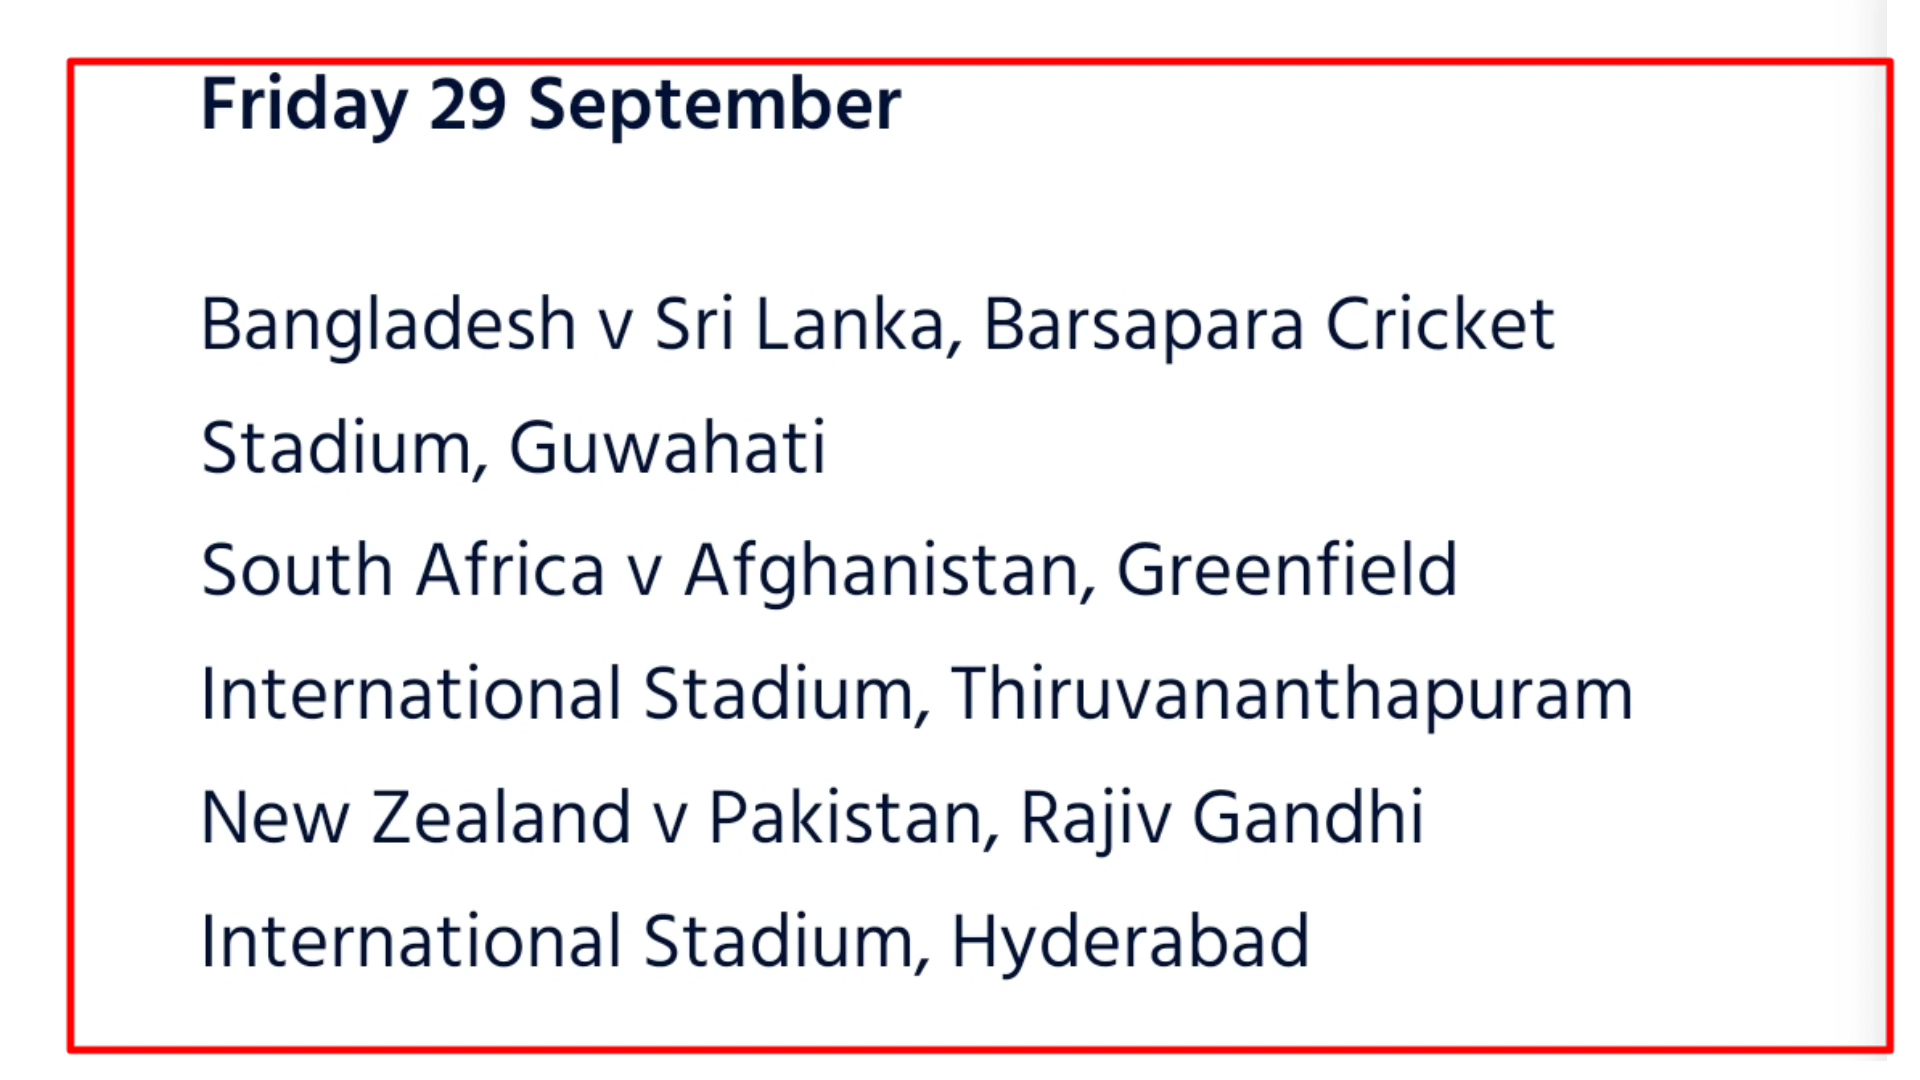 Friday 29 September
Bangladesh v Sri Lanka, Barsapara Cricket
Stadium, Guwahati
South Africa v Afghanistan, Greenfield
International Stadium, Thiruvananthapuram
New Zealand v Pakistan, Rajiv Gandhi
International Stadium, Hyderabad